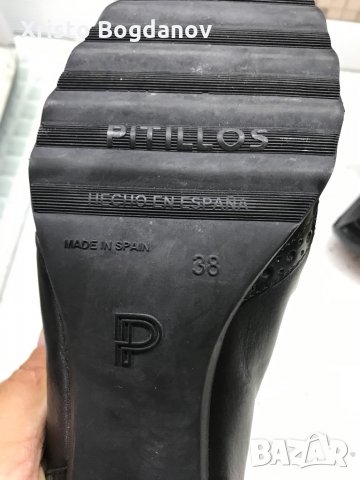 Xristo Bogdanov
PITILLOS
HECHO EN ESPAÑA
MADE IN SPAIN
38
P
BAZAR